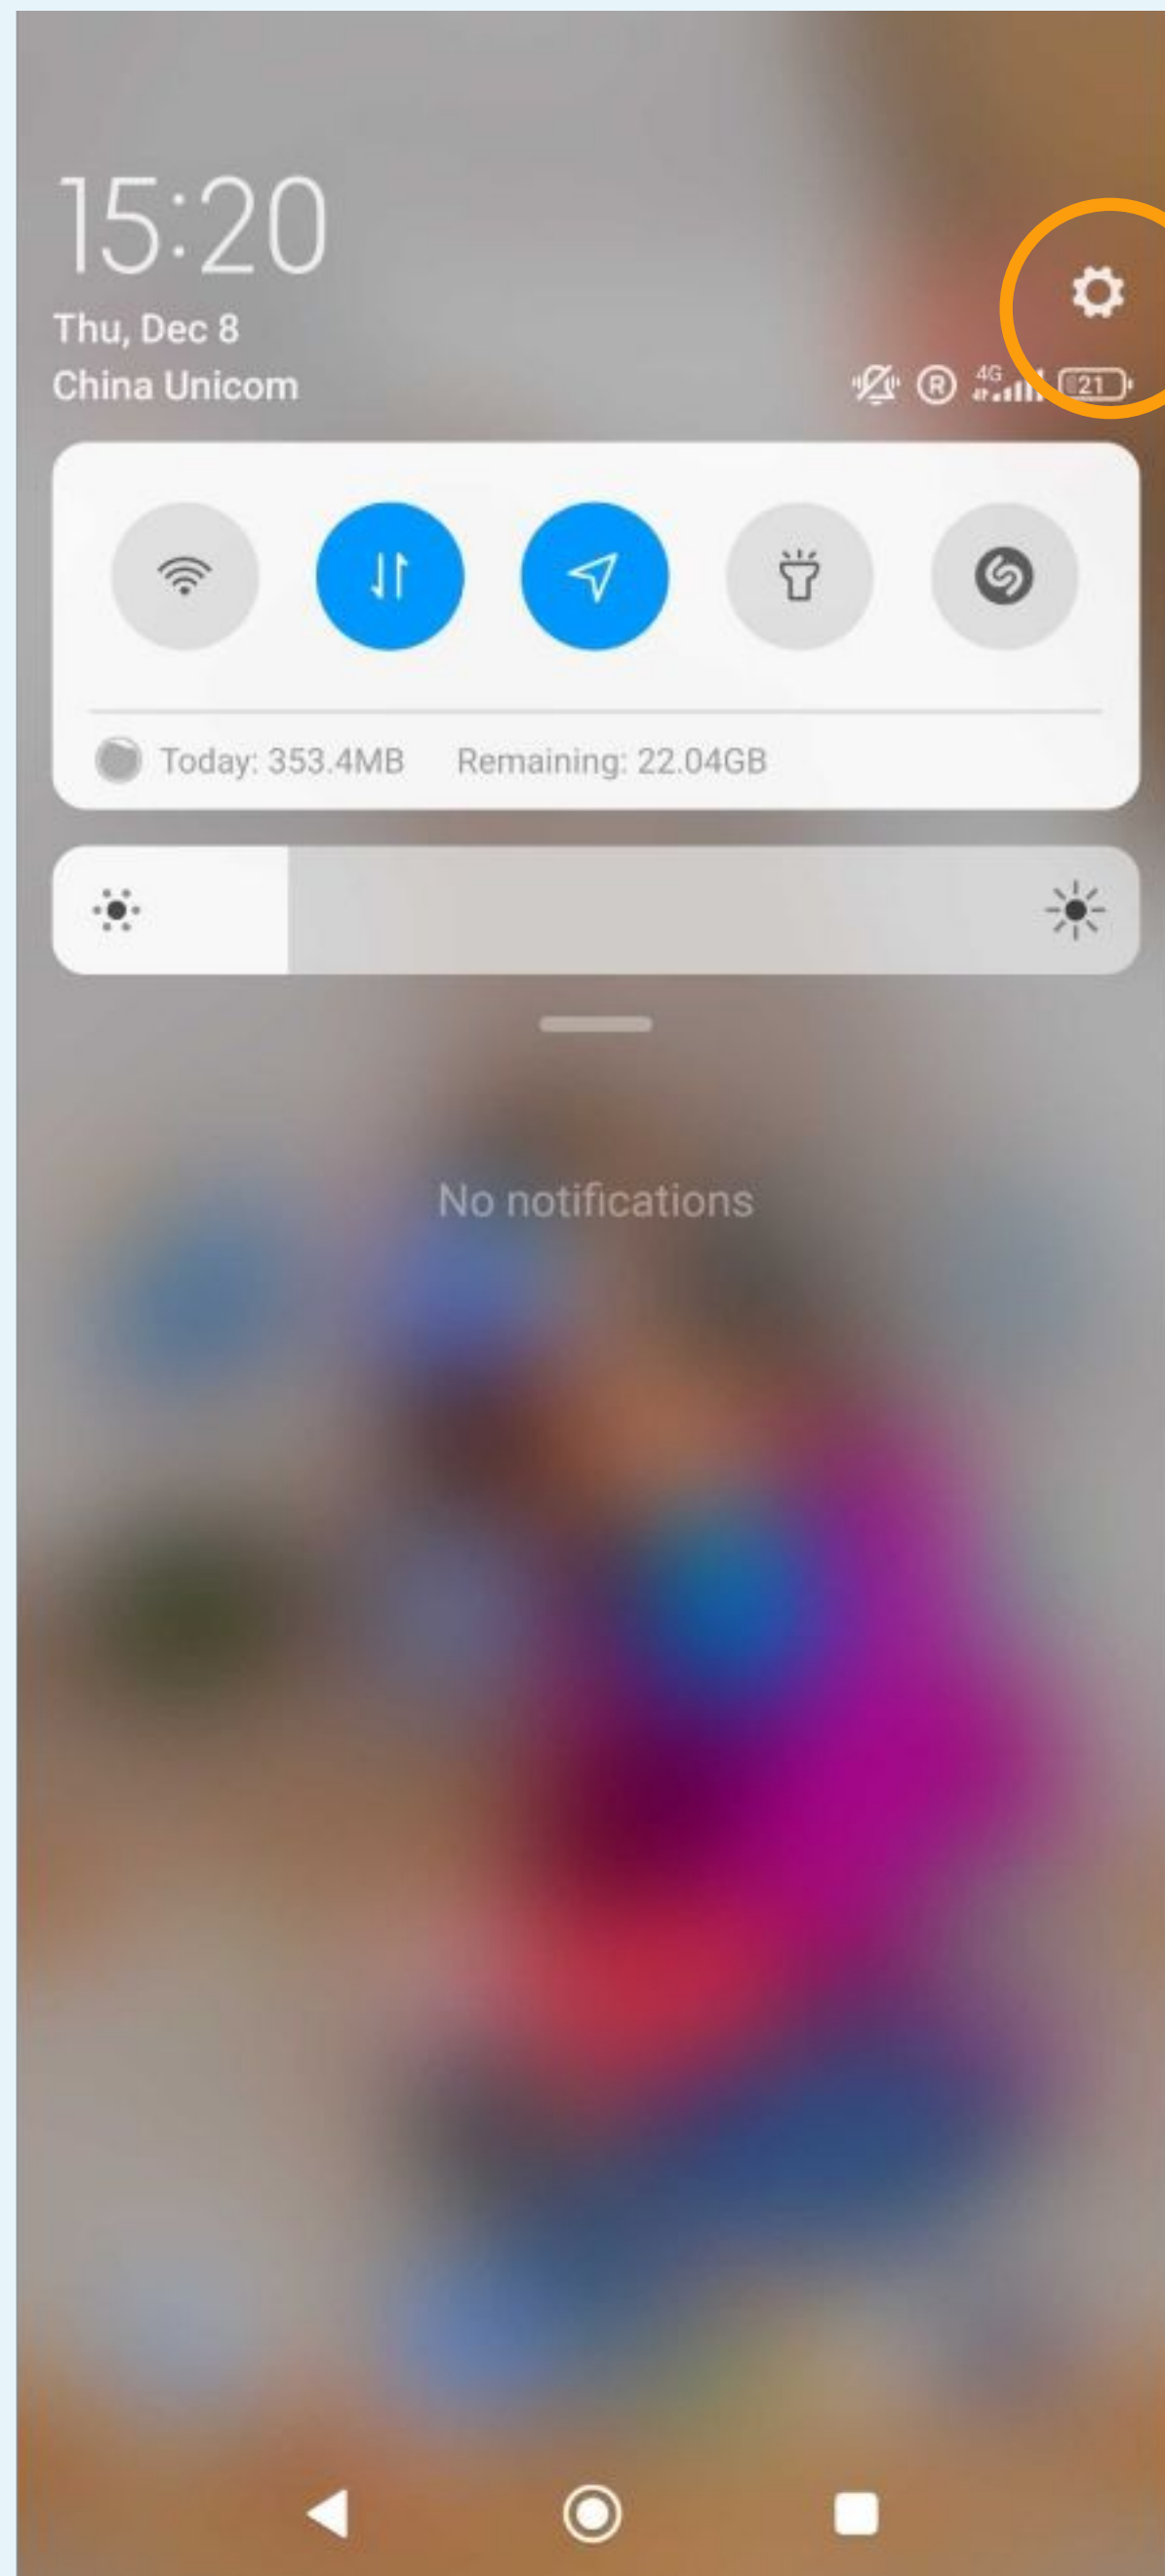 15:20
Thu, Dec 8
China Unicom
R 4G 21
Today: 353.4MB Remaining: 22.04GB
No notifications